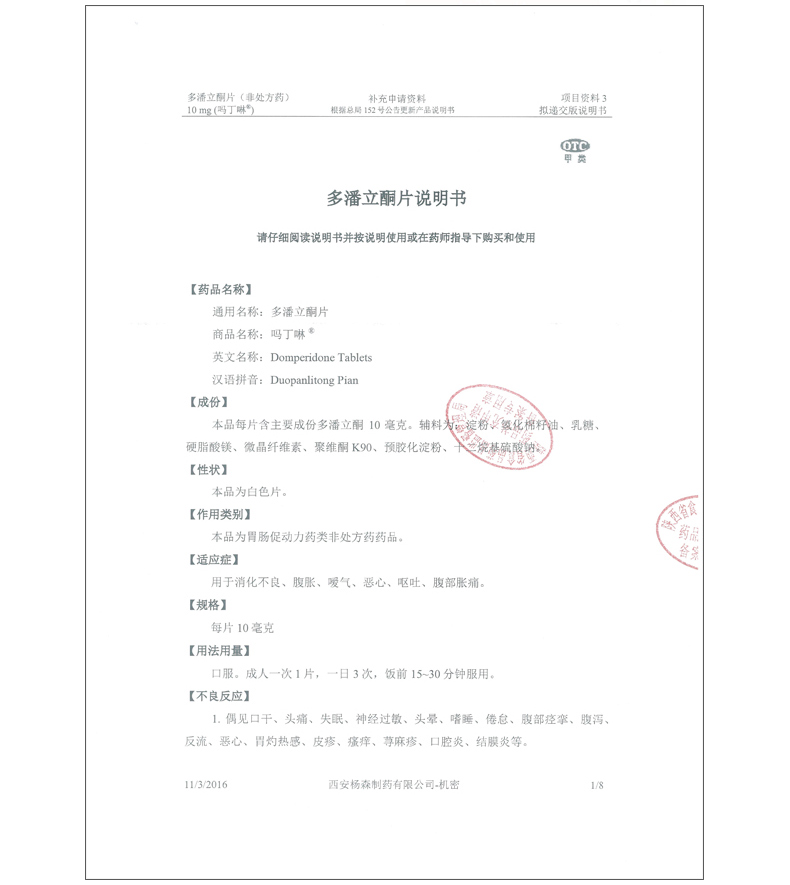 多潘立酮片（非处方药）
补充申请资料
项目资料 3
10 mg (吗丁啉®)
根据总局 152 号公告更新产品说明书
拟递交版说明书
OTC
甲类
多潘立酮片说明书
请仔细阅读说明书并按说明使用或在药师指导下购买和使用
【药品名称】
通用名称：多潘立酮片
商品名称：吗丁啉®
英文名称：Domperidone Tablets
汉语拼音：Duopanlitong Pian
【成份】
本品每片含主要成份多潘立酮 10 毫克。辅料为：淀粉、氢化棉籽油、乳糖、
硬脂酸镁、微晶纤维素、聚维酮 K90、预胶化淀粉、十二烷基硫酸钠。
【性状】
本品为白色片。
【作用类别】
本品为胃肠促动力药类非处方药药品。
【适应症】
用于消化不良、腹胀、嗳气、恶心、呕吐、腹部胀痛。
【规格】
每片 10 毫克
【用法用量】
口服。成人一次 1 片，一日 3 次，饭前 15~30 分钟服用。
【不良反应】
1. 偶见口干、头痛、失眠、神经过敏、头晕、嗜睡、倦怠、腹部痉挛、腹泻、
反流、恶心、胃灼热感、皮疹、瘙痒、荨麻疹、口腔炎、结膜炎等。
陕西省食
药品
备案
11/3/2016
西安杨森制药有限公司-机密
1/8